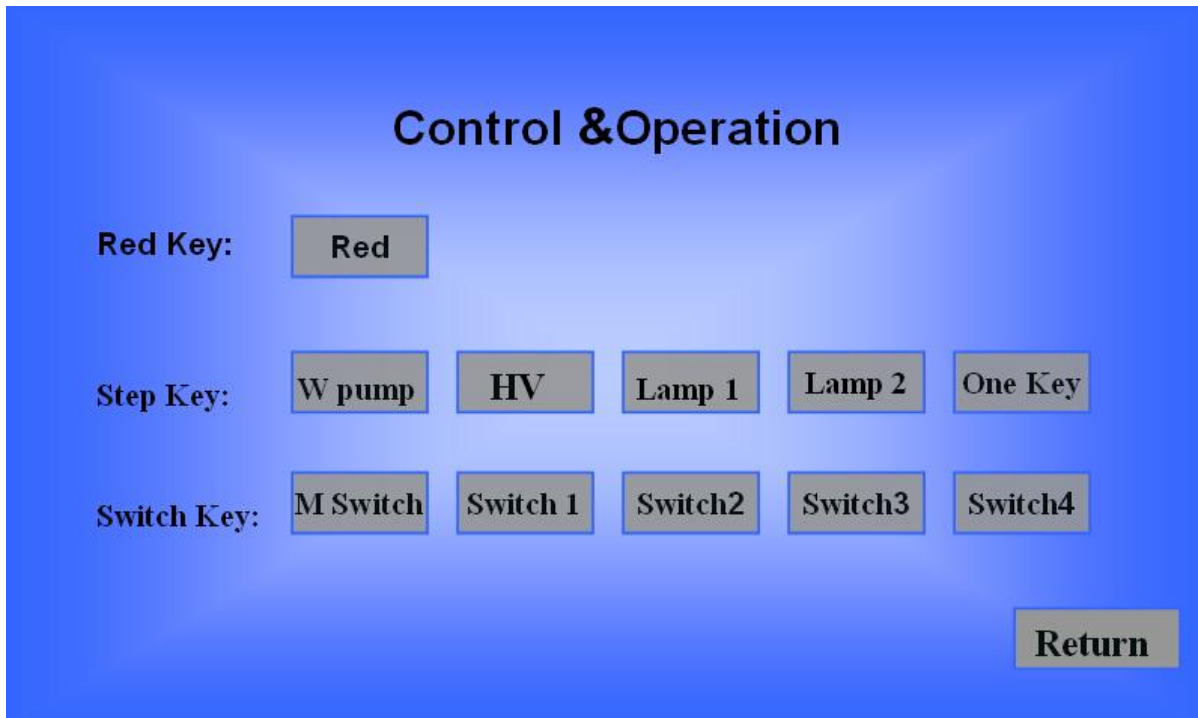 Control &Operation
Red Key: Red
Step Key: W pump HV Lamp 1 Lamp 2 One Key
Switch Key: M Switch Switch 1 Switch2 Switch3 Switch4
Return